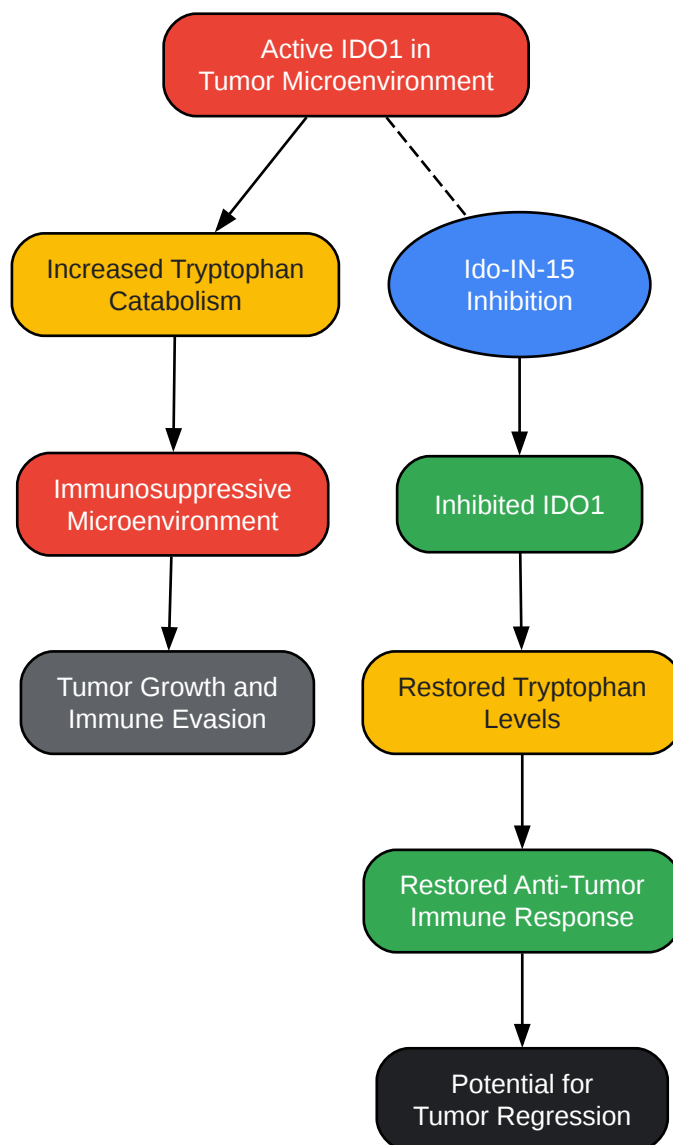 Active IDO1 in
Tumor Microenvironment
Increased Tryptophan
Catabolism
Ido-IN-15
Inhibition
Immunosuppressive
Microenvironment
Inhibited IDO1
Tumor Growth and
Immune Evasion
Restored Tryptophan
Levels
Restored Anti-Tumor
Immune Response
Potential for
Tumor Regression